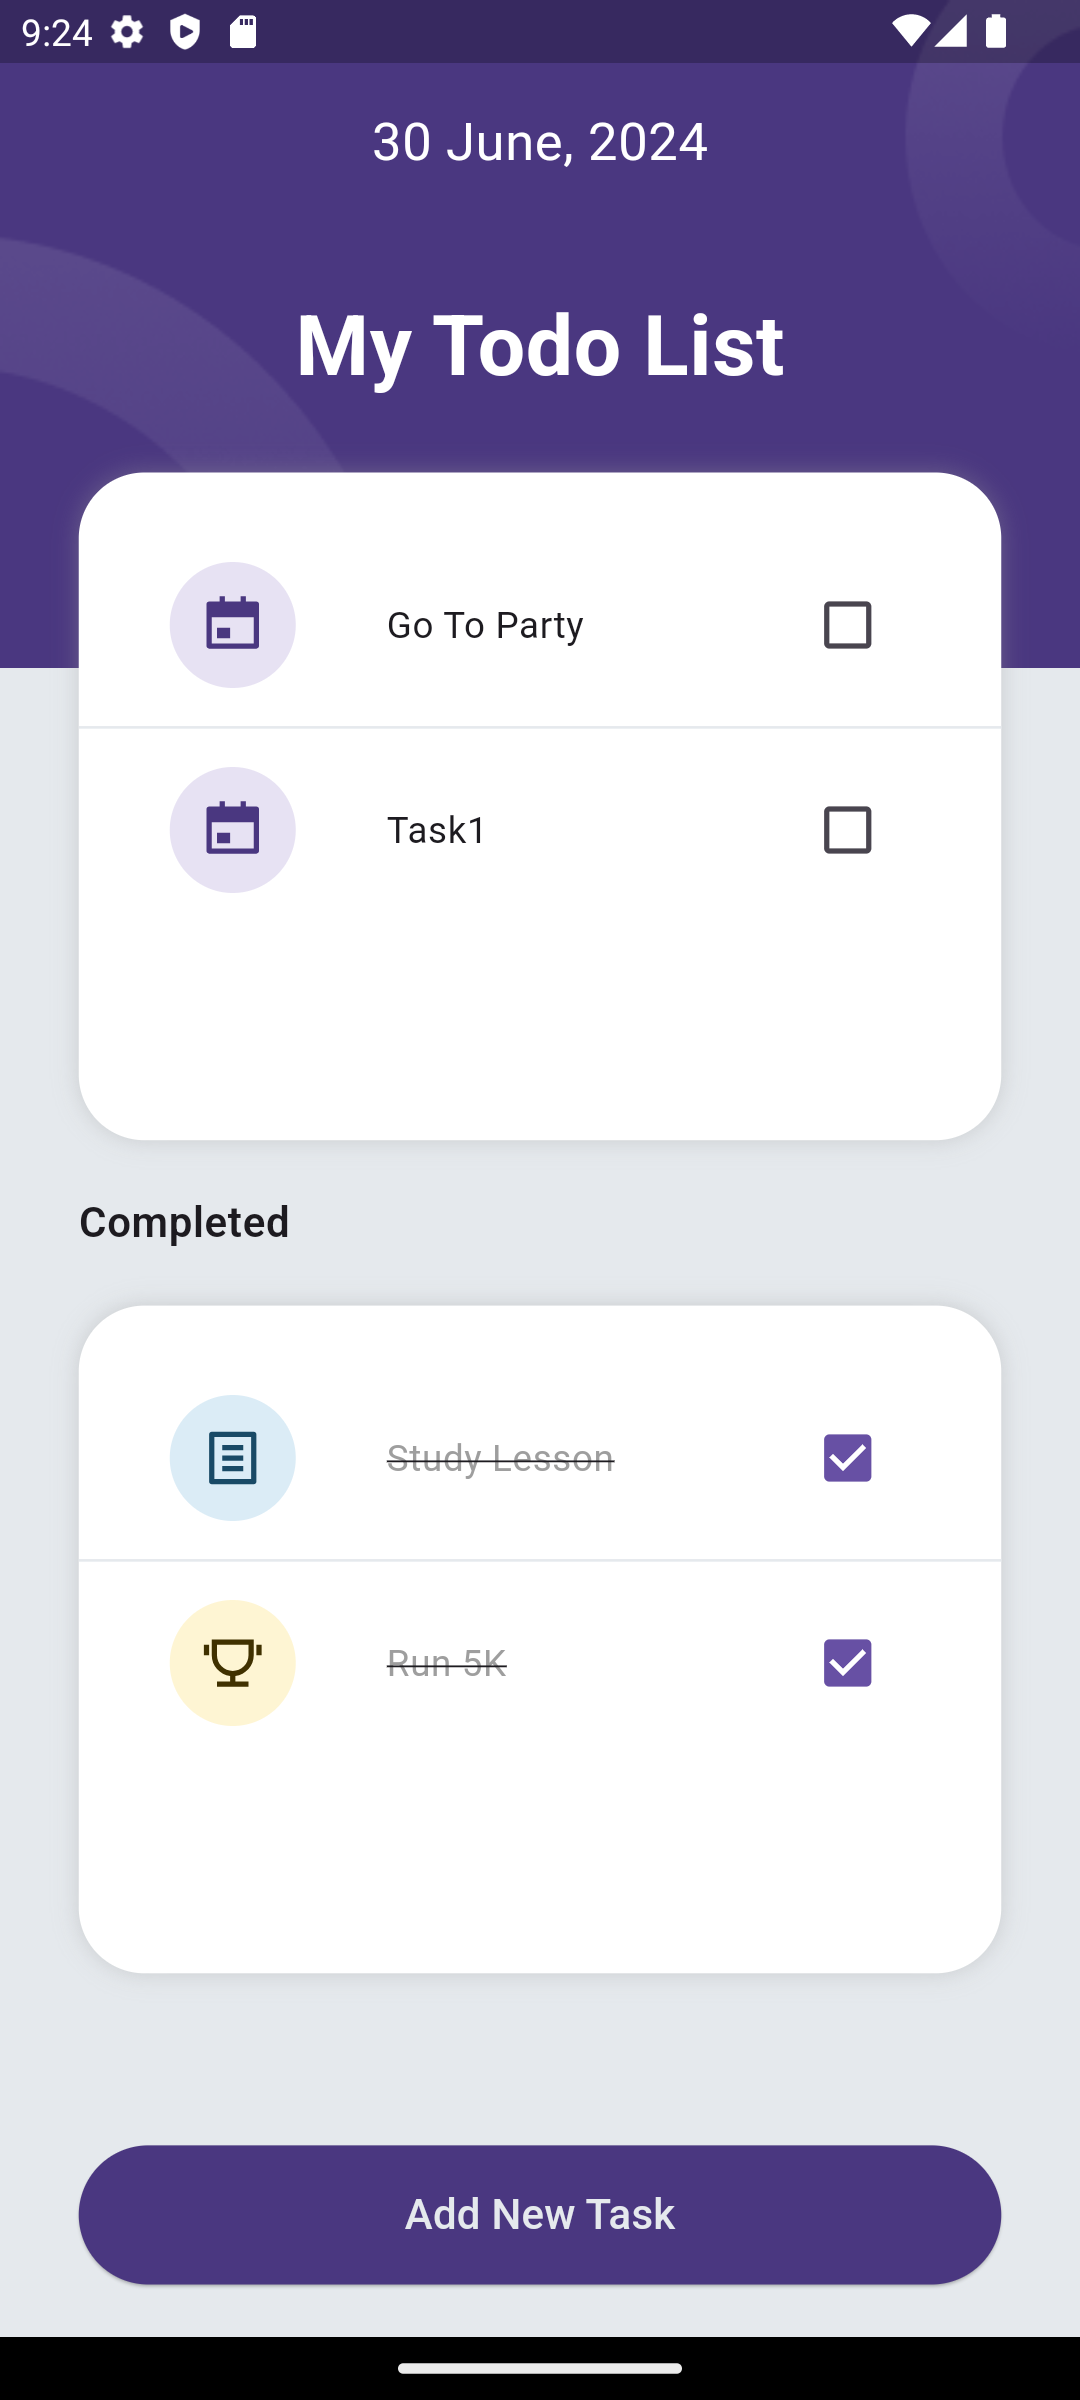 9:24
30 June, 2024
My Todo List
Go To Party
Task1
Completed
Study Lesson
Run 5K
Add New Task